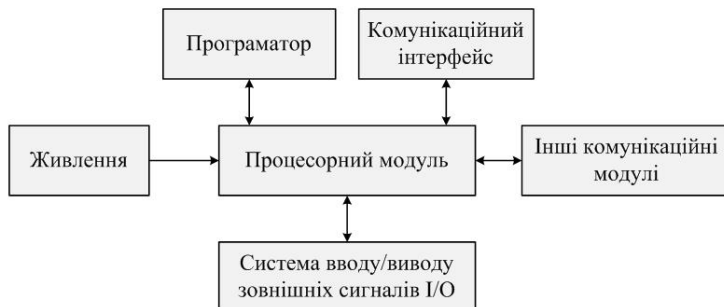 Програматор
Комунікаційний
інтерфейс
Живлення
Процесорний модуль
Інші комунікаційні
модулі
Система вводу/виводу
зовнішніх сигналів I/O